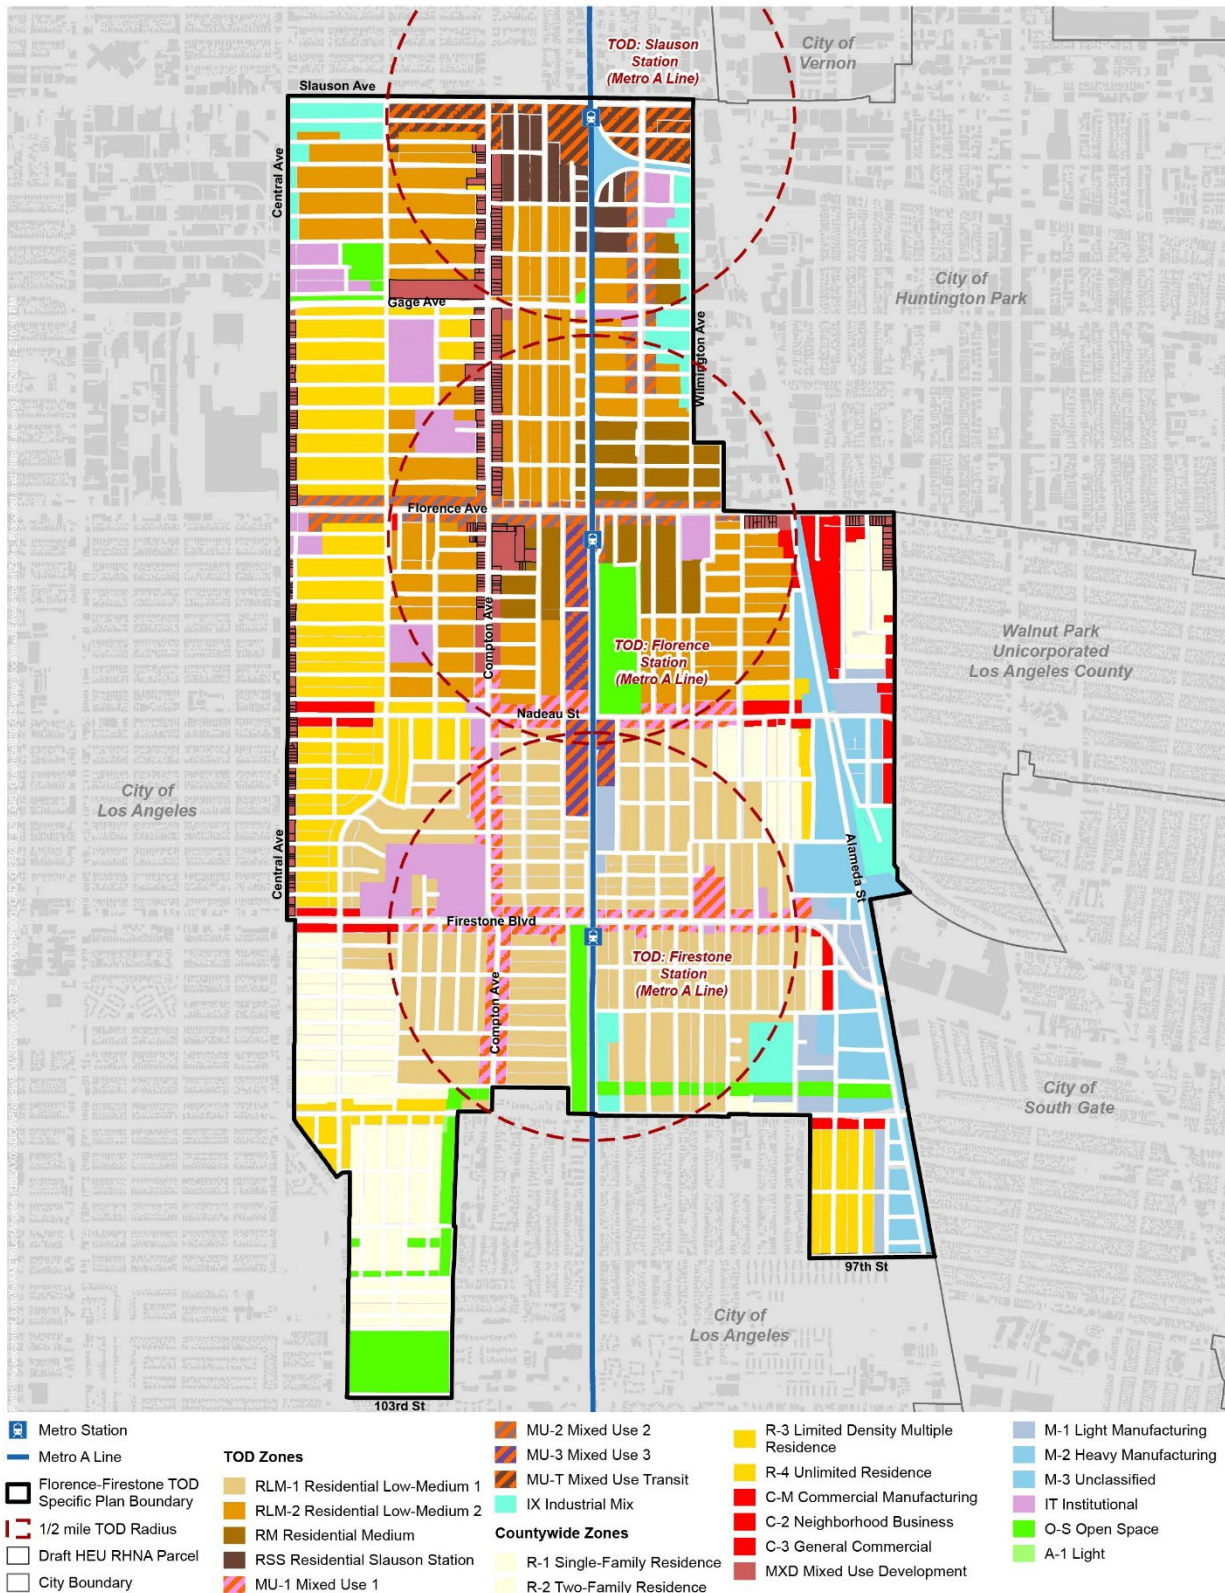 TOD: Slauson
Station
(Metro A Line)
City of
Vernon
Slauson Ave
Central Ave
City of
Huntington Park
Gage Ave
Wilmington Ave
Florence Ave
Compton Ave
Walnut Park
Unicorporated
Los Angeles County
TOD: Florence
Station
(Metro A Line)
Nadeau St
City of
Los Angeles
Central Ave
Alameda St
Firestone Blvd
TOD: Firestone
Station
(Metro A Line)
Compton Ave
City of
South Gate
97th St
City of
Los Angeles
103rd St
Metro Station
Metro A Line
Florence-Firestone TOD
Specific Plan Boundary
1/2 mile TOD Radius
Draft HEU RHNA Parcel
City Boundary
TOD Zones
RLM-1 Residential Low-Medium 1
RLM-2 Residential Low-Medium 2
RM Residential Medium
RSS Residential Slauson Station
MU-1 Mixed Use 1
MU-2 Mixed Use 2
MU-3 Mixed Use 3
MU-T Mixed Use Transit
IX Industrial Mix
Countywide Zones
R-1 Single-Family Residence
R-2 Two-Family Residence
R-3 Limited Density Multiple
Residence
R-4 Unlimited Residence
C-M Commercial Manufacturing
C-2 Neighborhood Business
C-3 General Commercial
MXD Mixed Use Development
M-1 Light Manufacturing
M-2 Heavy Manufacturing
M-3 Unclassified
IT Institutional
O-S Open Space
A-1 Light